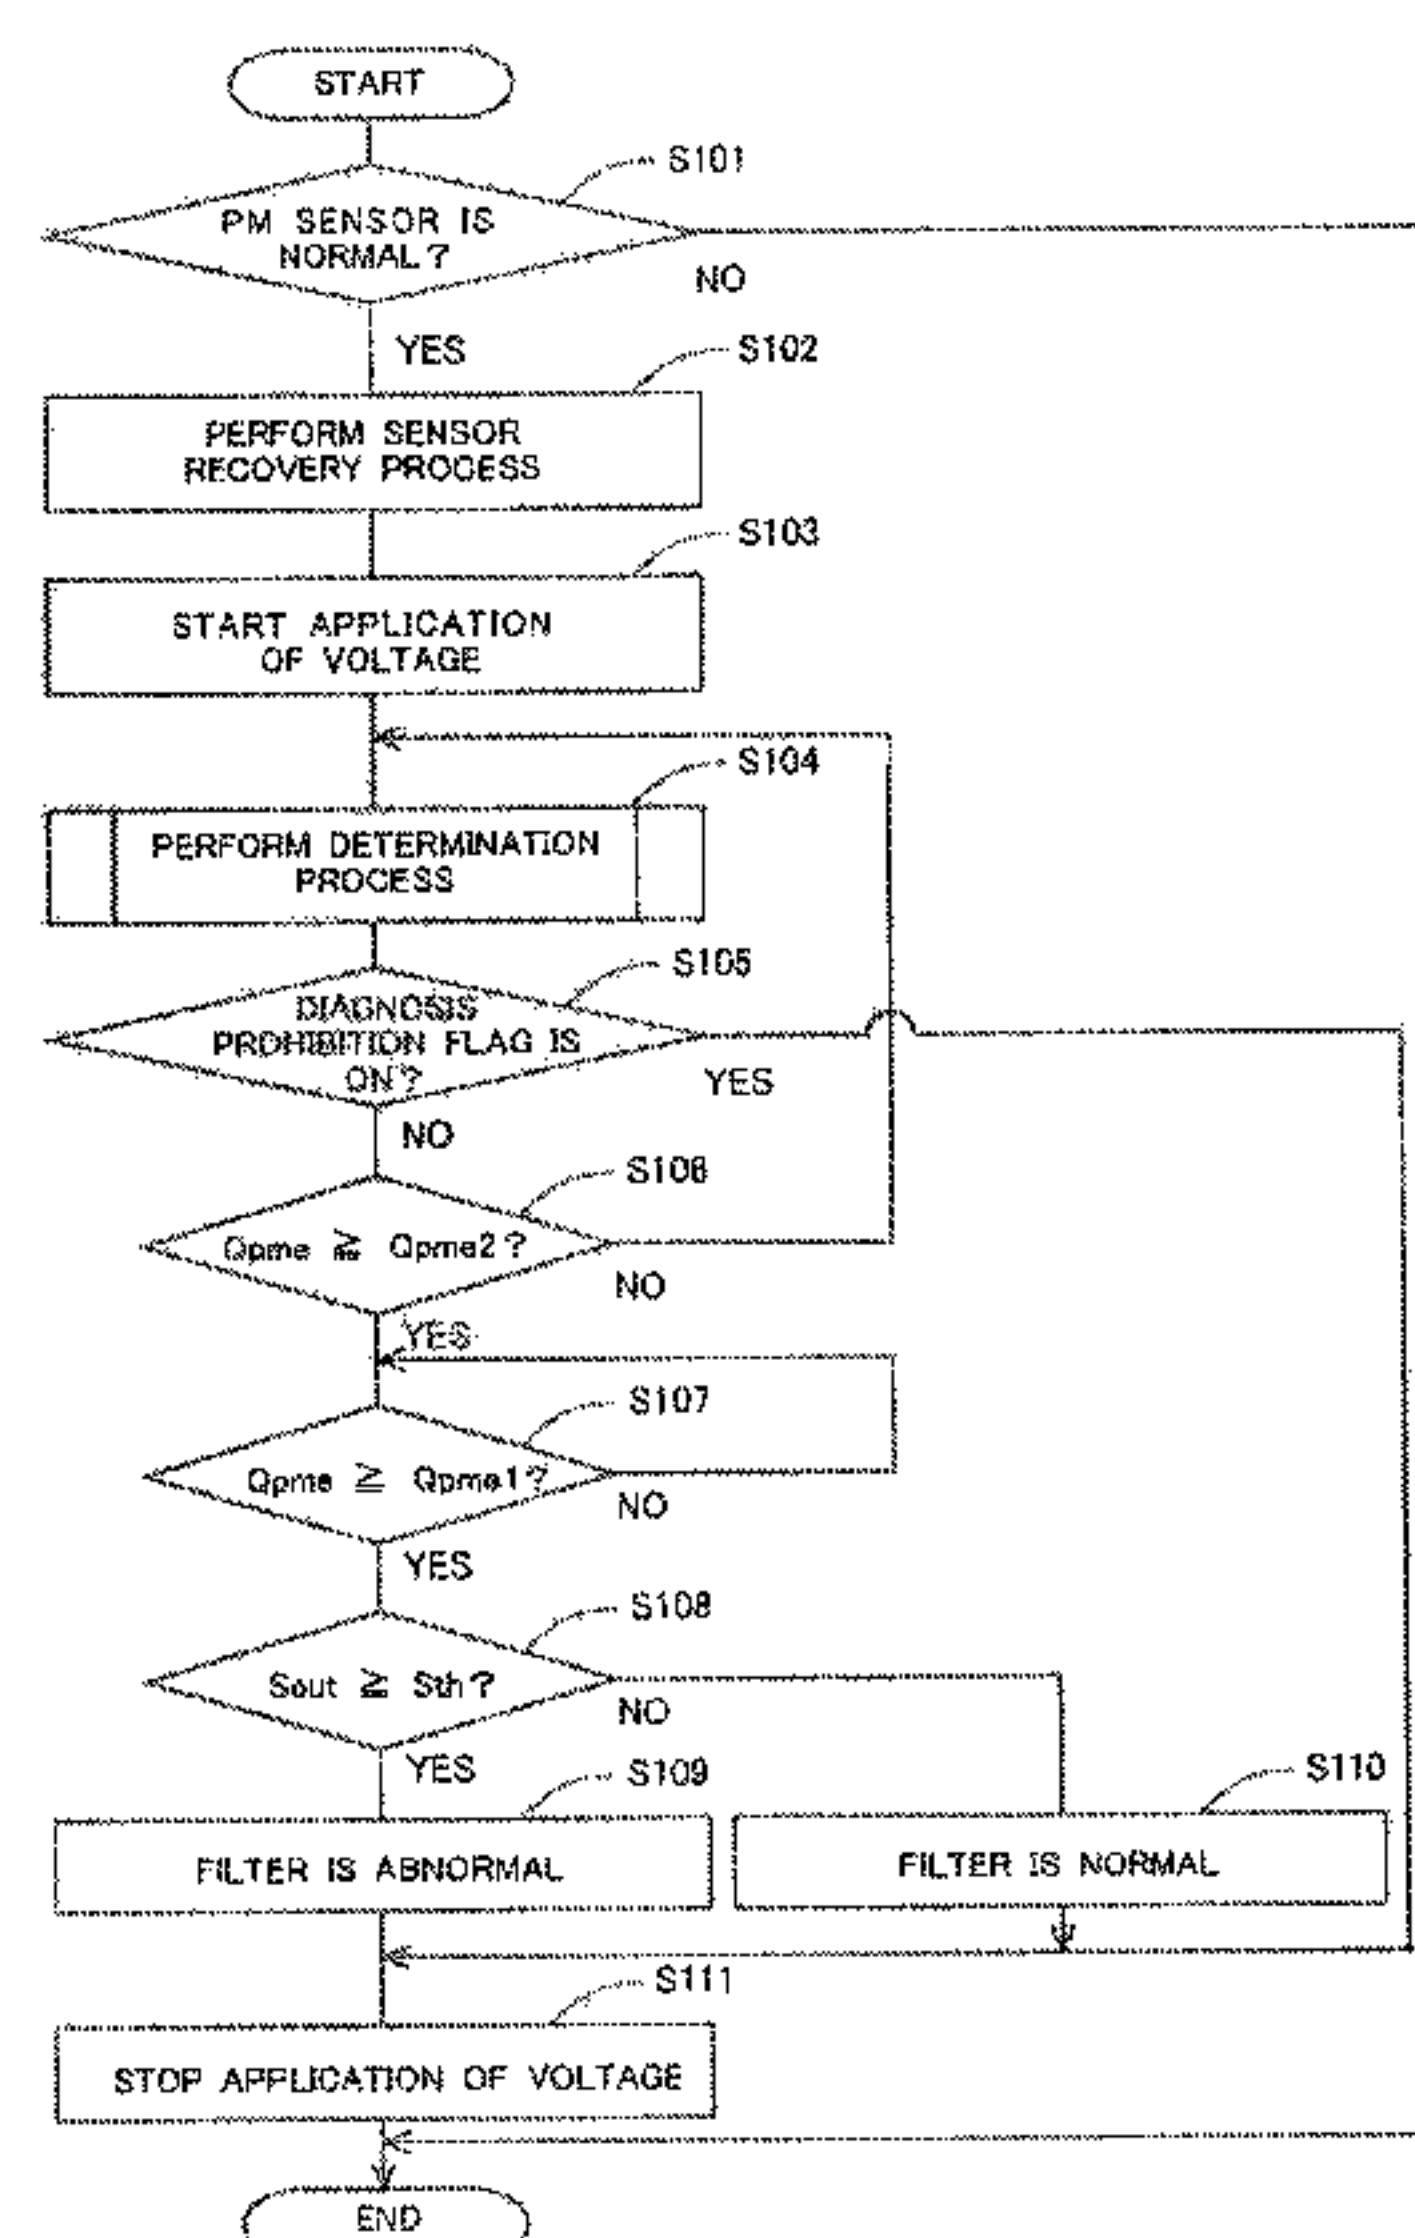 START
S101
PM SENSOR IS
NORMAL?
NO
YES
S102
PERFORM SENSOR
RECOVERY PROCESS
S103
START APPLICATION
OF VOLTAGE
S104
PERFORM DETERMINATION
PROCESS
S105
DIAGNOSIS
PROHIBITION FLAG IS
ON?
YES
NO
S106
Qpme ≧ Qpme2?
NO
YES
S107
Qpme ≧ Qpme1?
NO
YES
S108
Sout ≧ Sth?
NO
YES
S109
S110
FILTER IS ABNORMAL
FILTER IS NORMAL
S111
STOP APPLICATION OF VOLTAGE
END